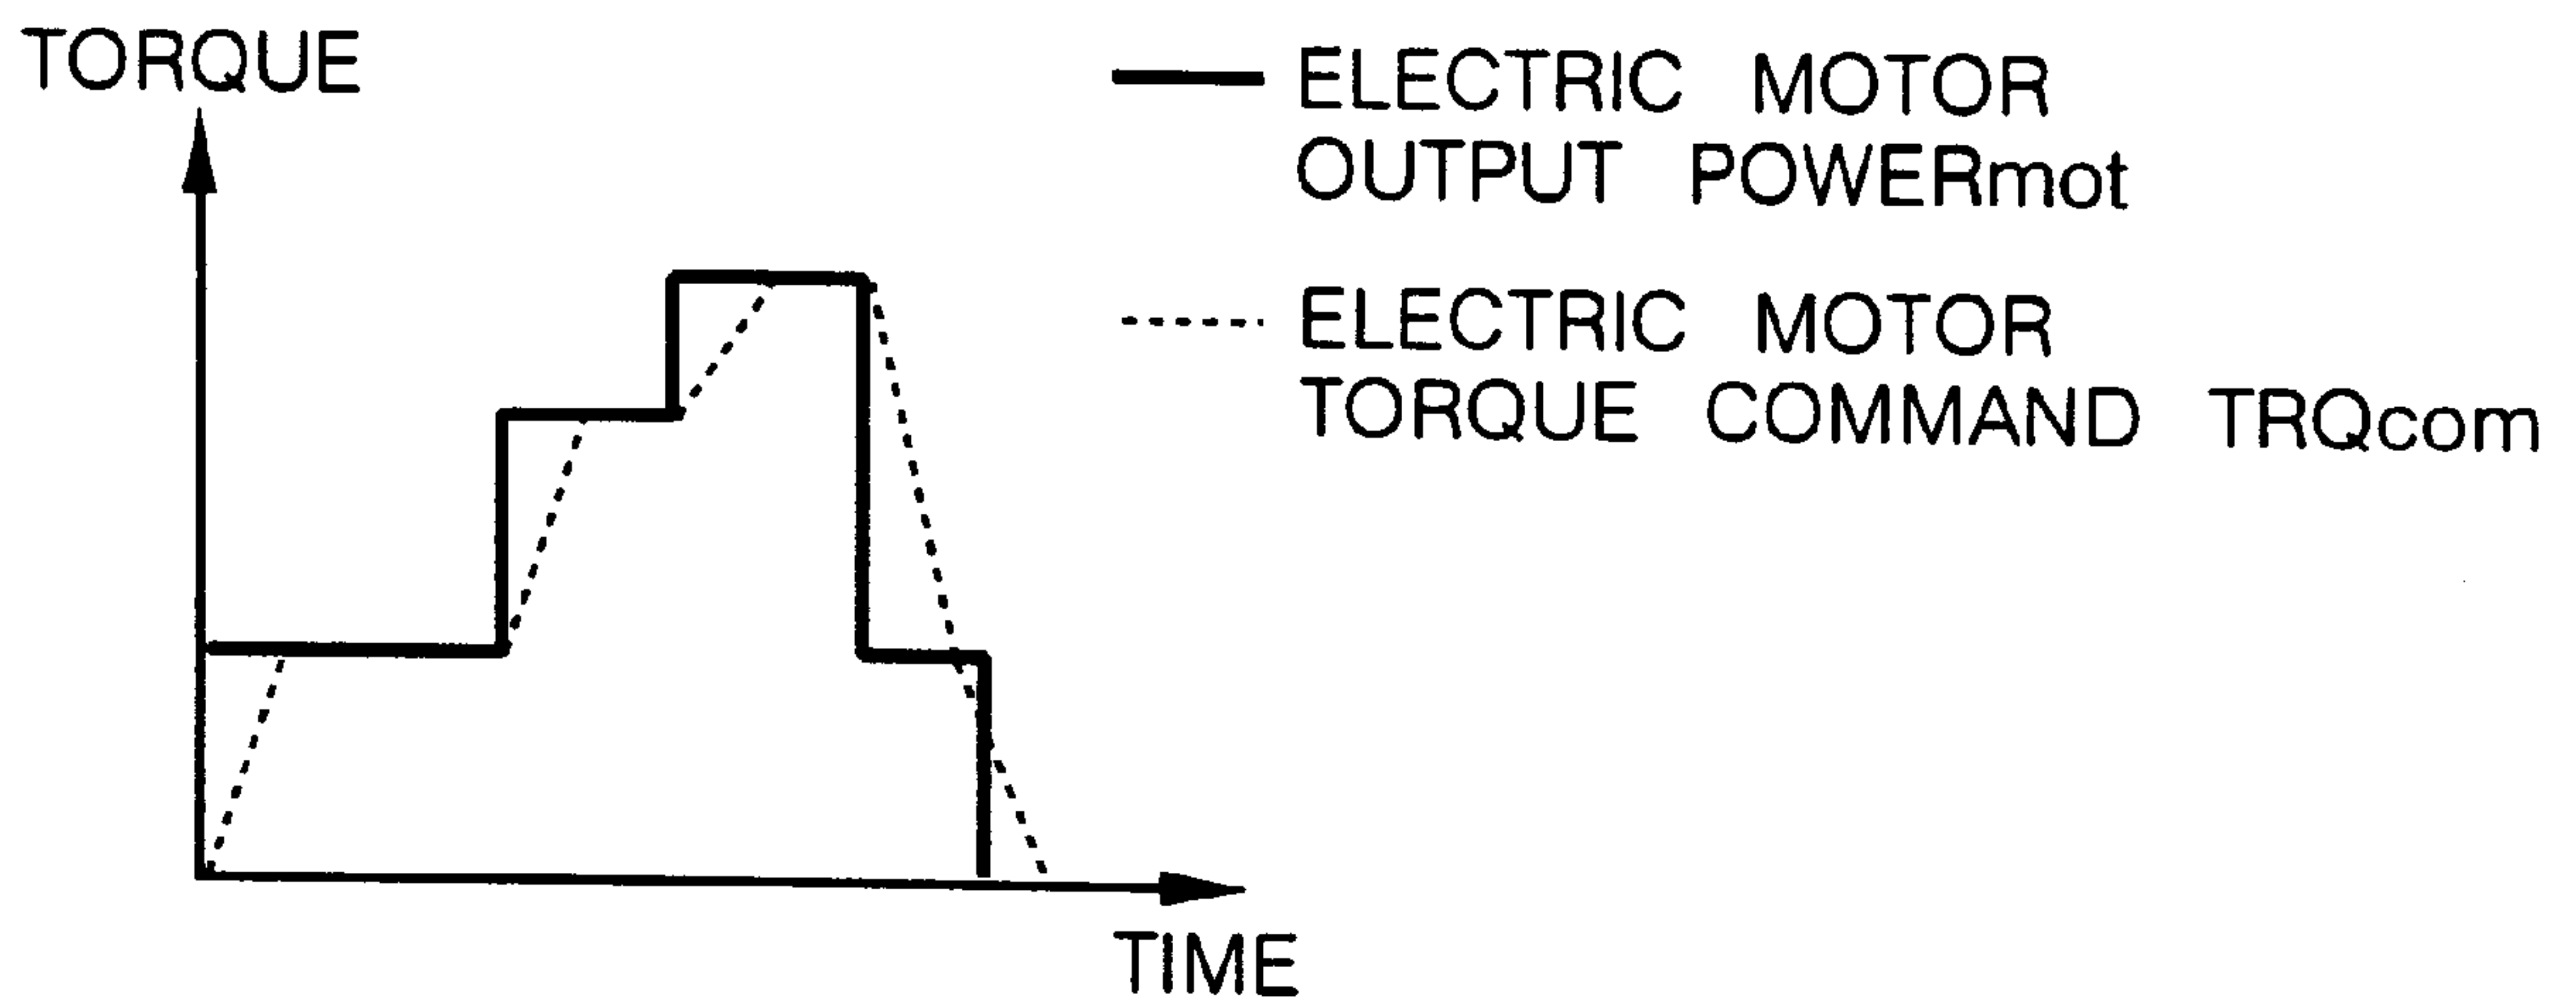 TORQUE
ELECTRIC MOTOR
OUTPUT POWERmot
ELECTRIC MOTOR
TORQUE COMMAND TRQcom
TIME